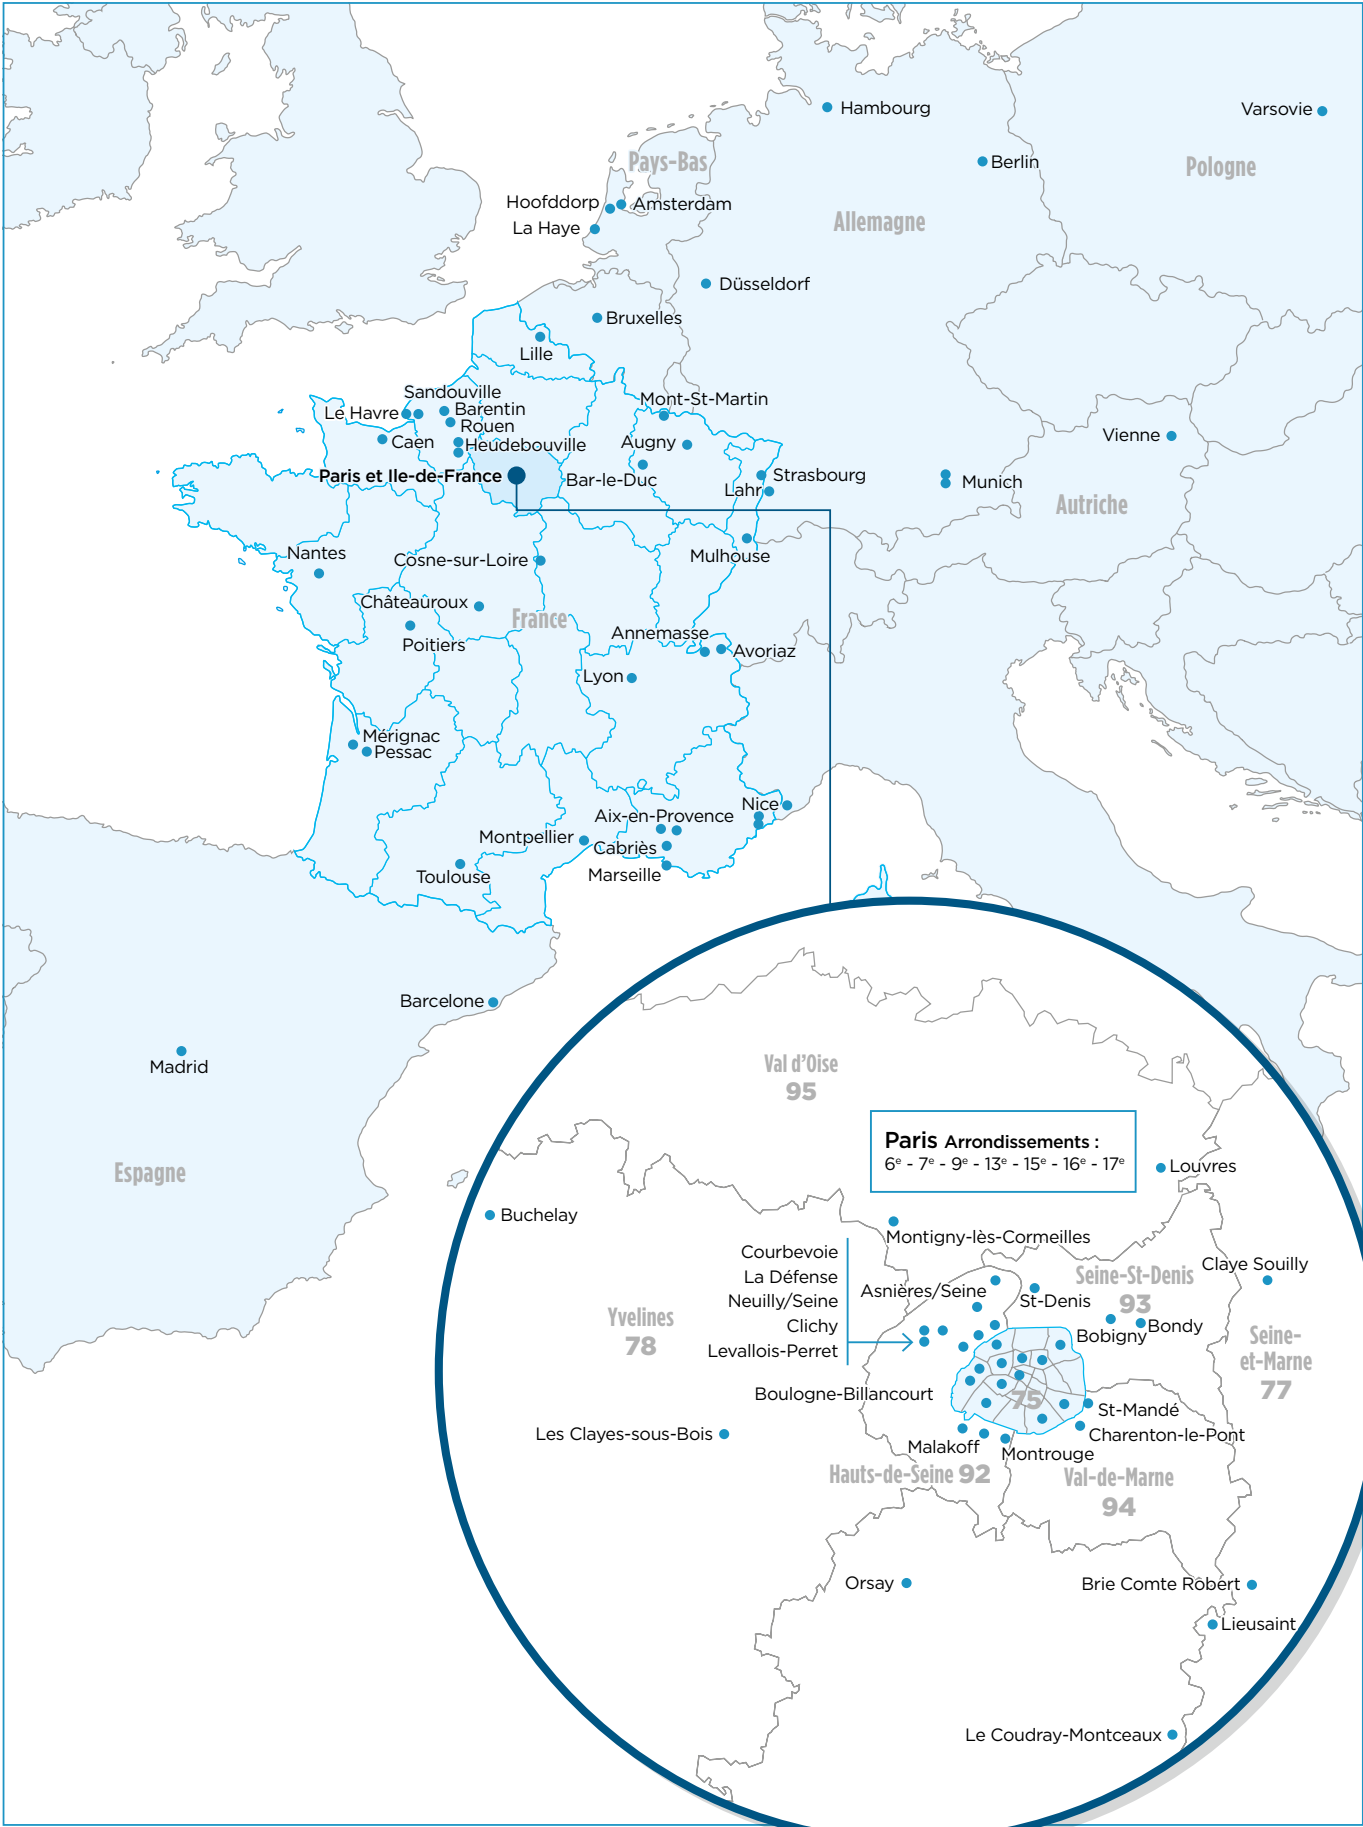 Hambourg
Varsovie
Pays-Bas
Berlin
Pologne
Hoofddorp
Amsterdam
La Haye
Allemagne
Düsseldorf
Bruxelles
Lille
Sandouville
Mont-St-Martin
Le Havre
Barentin
Rouen
Caen
Heudebouville
Augny
Vienne
Paris et Ile-de-France
Bar-le-Duc
Strasbourg
Lahr
Munich
Autriche
Nantes
Cosne-sur-Loire
Mulhouse
Châteauroux
France
Poitiers
Annemasse
Avoriaz
Lyon
Mérignac
Pessac
Nice
Aix-en-Provence
Montpellier
Cabriès
Toulouse
Marseille
Barcelone
Madrid
Espagne
Val d'Oise
95
Paris Arrondissements :
6e - 7e - 9e - 13e - 15e - 16e - 17e
Louvres
Buchelay
Montigny-lès-Cormeilles
Courbevoie
La Défense
Neuilly/Seine
Clichy
Levallois-Perret
Asnières/Seine
St-Denis
Seine-St-Denis
93
Claye Souilly
Bobigny
Bondy
Yvelines
78
Seine-
et-Marne
77
Boulogne-Billancourt
75
St-Mandé
Charenton-le-Pont
Les Clayes-sous-Bois
Malakoff
Montrouge
Hauts-de-Seine 92
Val-de-Marne
94
Orsay
Brie Comte Robert
Lieusaint
Le Coudray-Montceaux